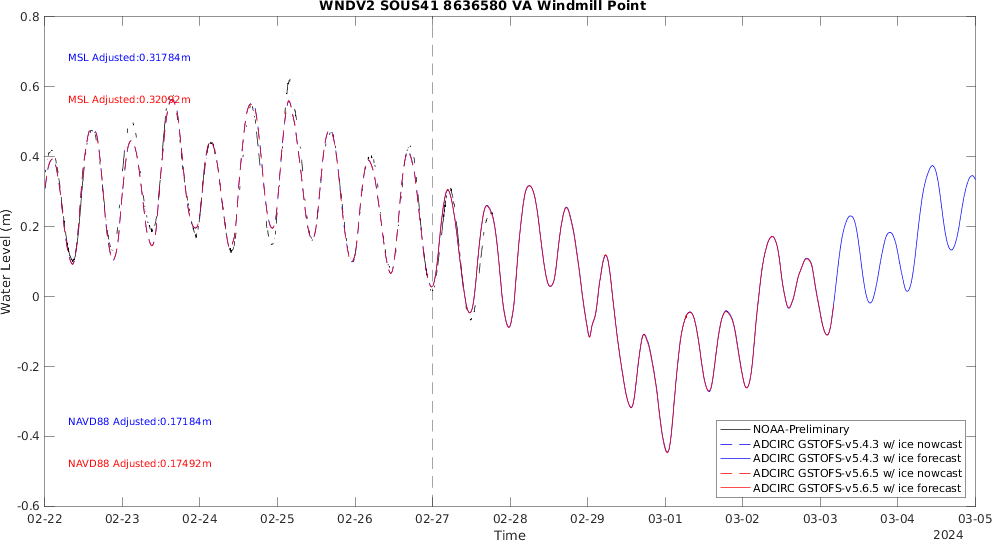 WNDV2 SOUS41 8636580 VA Windmill Point
0.8
0.6
0.4
0.2
0
-0.2
-0.4
-0.6
Water Level (m)
MSL Adjusted:0.31784m
MSL Adjusted:0.32092m
NAVD88 Adjusted:0.17184m
NAVD88 Adjusted:0.17492m
NOAA-Preliminary
ADCIRC GSTOFS-v5.4.3 w/ ice nowcast
ADCIRC GSTOFS-v5.4.3 w/ ice forecast
ADCIRC GSTOFS-v5.6.5 w/ ice nowcast
ADCIRC GSTOFS-v5.6.5 w/ ice forecast
02-22 02-23 02-24 02-25 02-26 02-27 02-28 02-29 03-01 03-02 03-03 03-04 03-05
Time
2024